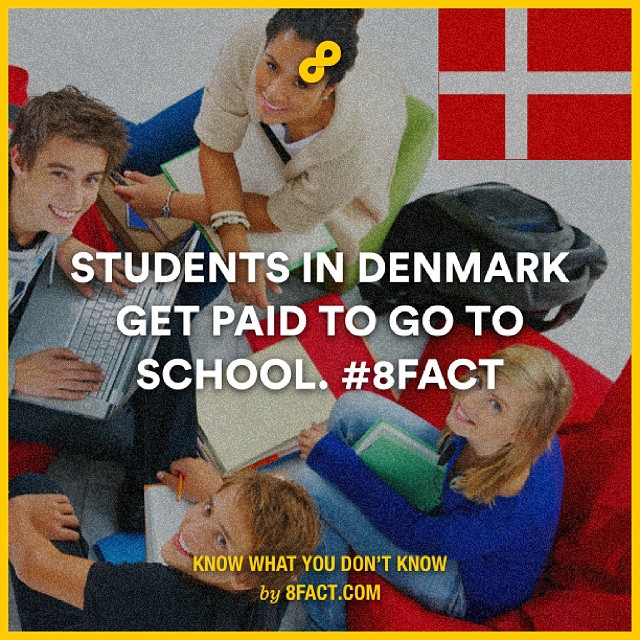 STUDENTS IN DENMARK
GET PAID TO GO TO
SCHOOL. #8FACT
KNOW WHAT YOU DON'T KNOW
by 8FACT.COM